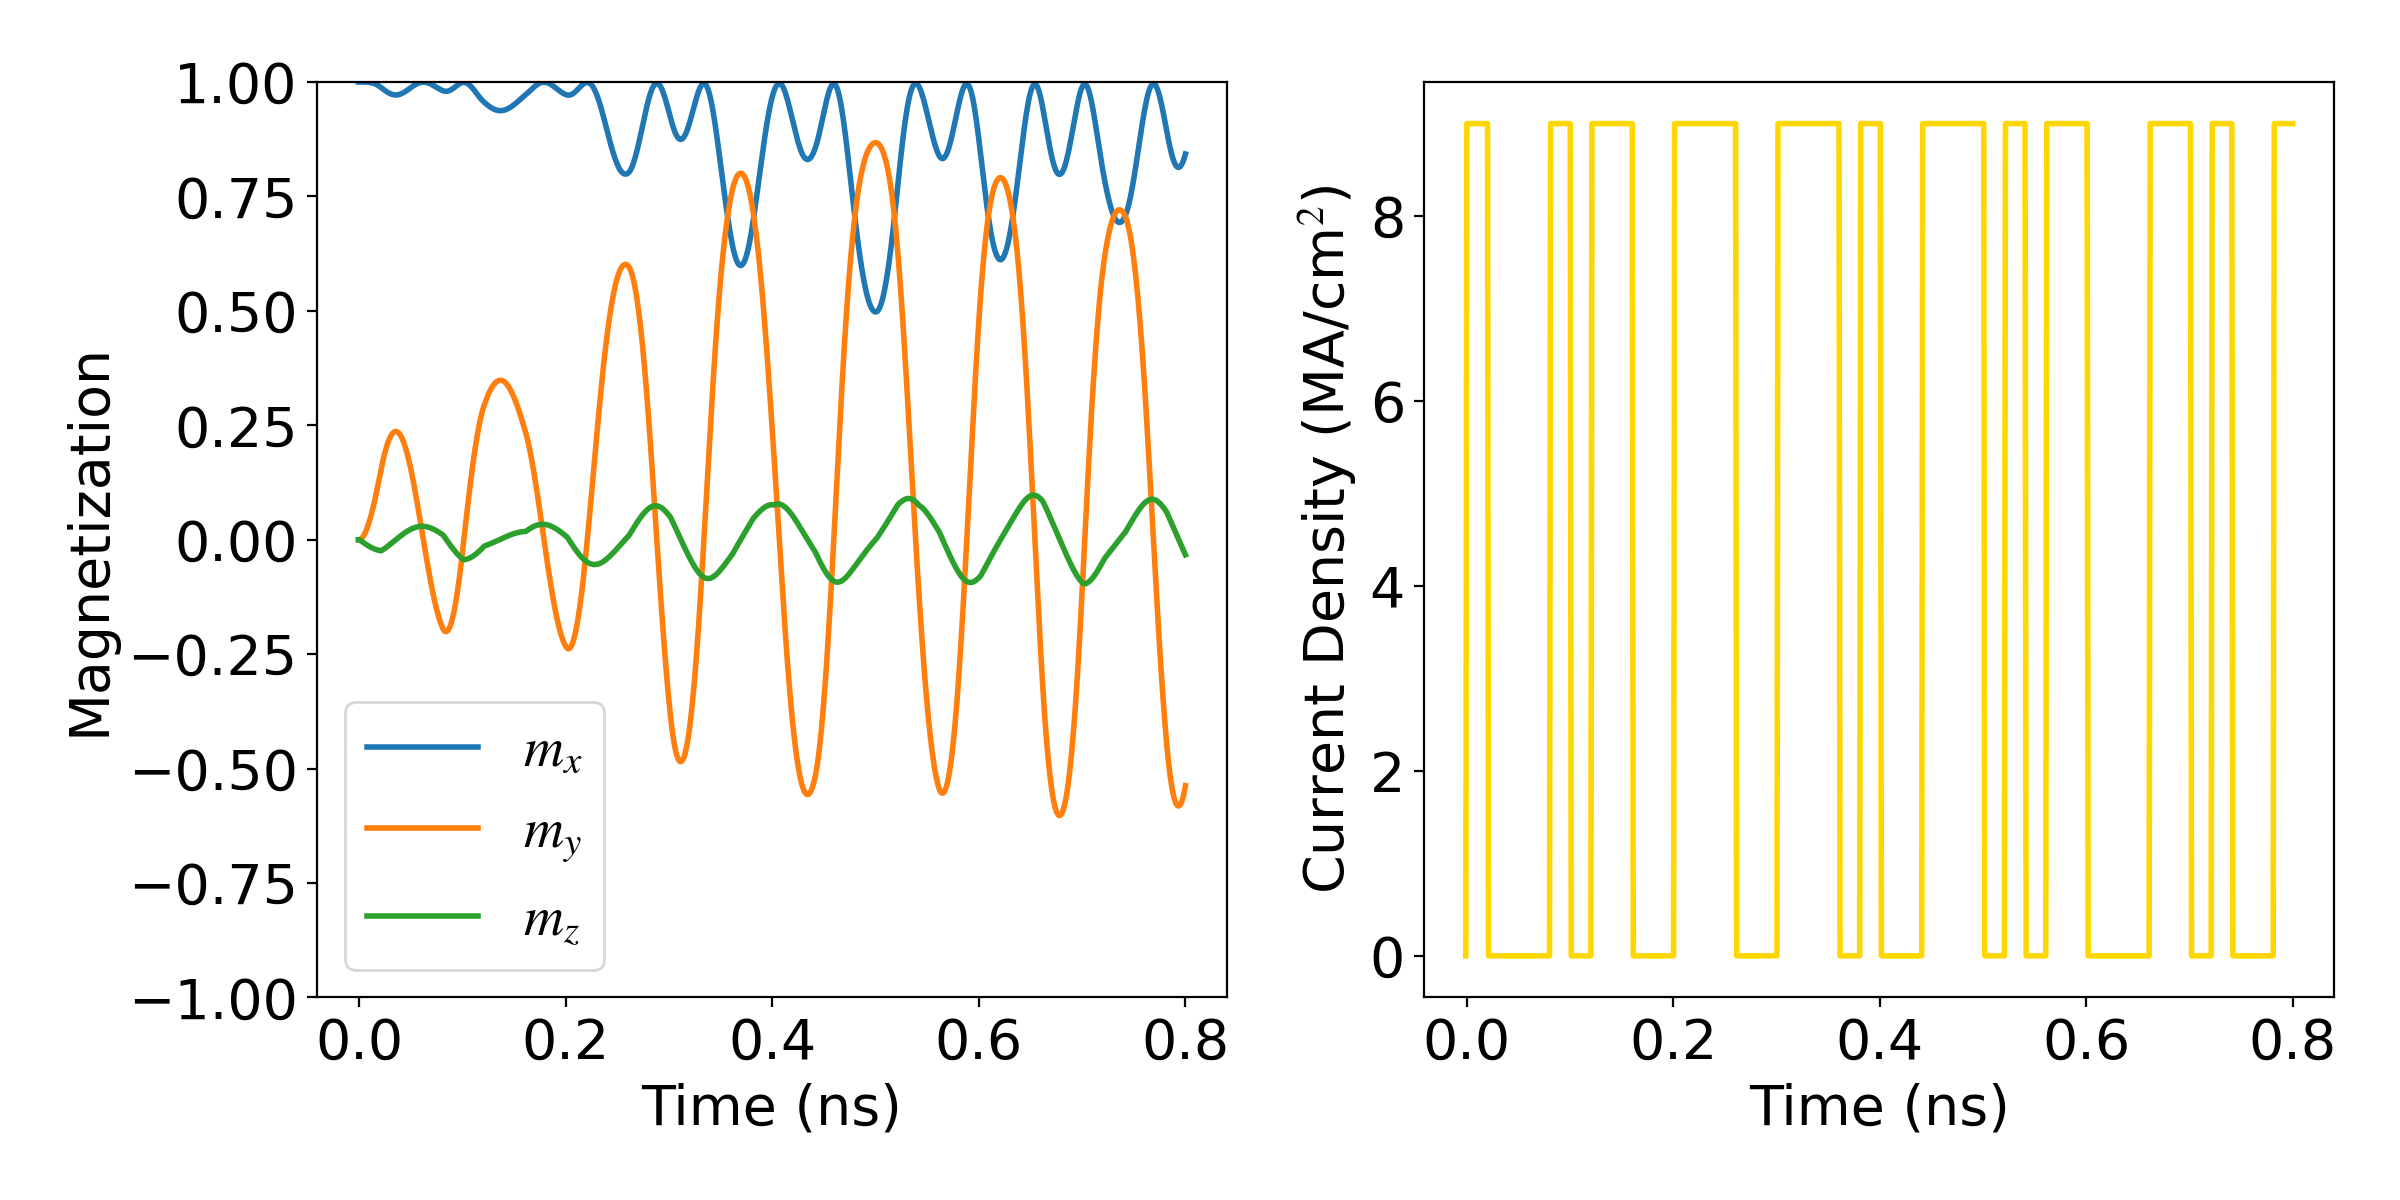 1.00
0.75
0.50
0.25
0.00
−0.25
−0.50
−0.75
−1.00
Magnetization
m_x
m_y
m_z
0.0 0.2 0.4 0.6 0.8
Time (ns)
8
6
4
2
0
Current Density (MA/cm²)
0.0 0.2 0.4 0.6 0.8
Time (ns)